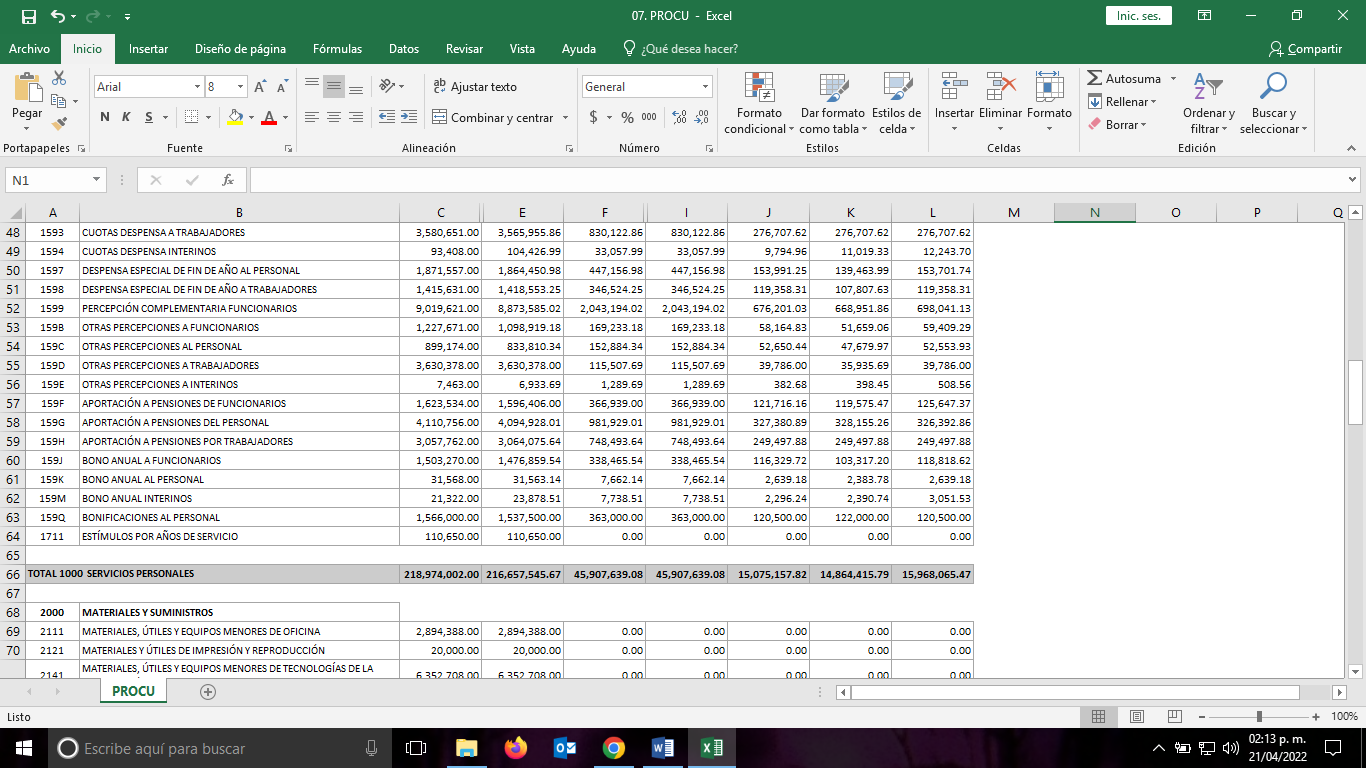 07. PROCU - Excel
Inic. ses.
Archivo Inicio Insertar Diseño de página Fórmulas Datos Revisar Vista Ayuda ¿Qué desea hacer? Compartir
Pegar
Arial 8
N K S
Ajustar texto
Combinar y centrar
General
$ % 000
Formato condicional
Dar formato como tabla
Estilos de celda
Insertar Eliminar Formato
Autosuma
Rellenar
Borrar
Ordenar y filtrar
Buscar y seleccionar
Portapapeles Fuente Alineación Número Estilos Celdas Edición
N1 fx
A B C E F I J K L M N O P Q
48 1593 CUOTAS DESPENSA A TRABAJADORES 3,580,651.00 3,565,955.86 830,122.86 830,122.86 276,707.62 276,707.62 276,707.62
49 1594 CUOTAS DESPENSA INTERINOS 93,408.00 104,426.99 33,057.99 33,057.99 9,794.96 11,019.33 12,243.70
50 1597 DESPENSA ESPECIAL DE FIN DE AÑO AL PERSONAL 1,871,557.00 1,864,450.98 447,156.98 447,156.98 153,991.25 139,463.99 153,701.74
51 1598 DESPENSA ESPECIAL DE FIN DE AÑO A TRABAJADORES 1,415,631.00 1,418,553.25 346,524.25 346,524.25 119,358.31 107,807.63 119,358.31
52 1599 PERCEPCIÓN COMPLEMENTARIA FUNCIONARIOS 9,019,621.00 8,873,585.02 2,043,194.02 2,043,194.02 676,201.03 668,951.86 698,041.13
53 159B OTRAS PERCEPCIONES A FUNCIONARIOS 1,227,671.00 1,098,919.18 169,233.18 169,233.18 58,164.83 51,659.06 59,409.29
54 159C OTRAS PERCEPCIONES AL PERSONAL 899,174.00 833,810.34 152,884.34 152,884.34 52,650.44 47,679.97 52,553.93
55 159D OTRAS PERCEPCIONES A TRABAJADORES 3,630,378.00 3,630,378.00 115,507.69 115,507.69 39,786.00 35,935.69 39,786.00
56 159E OTRAS PERCEPCIONES A INTERINOS 7,463.00 6,933.69 1,289.69 1,289.69 382.68 398.45 508.56
57 159F APORTACIÓN A PENSIONES DE FUNCIONARIOS 1,623,534.00 1,596,406.00 366,939.00 366,939.00 121,716.16 119,575.47 125,647.37
58 159G APORTACIÓN A PENSIONES DEL PERSONAL 4,110,756.00 4,094,928.01 981,929.01 981,929.01 327,380.89 328,155.26 326,392.86
59 159H APORTACIÓN A PENSIONES POR TRABAJADORES 3,057,762.00 3,064,075.64 748,493.64 748,493.64 249,497.88 249,497.88 249,497.88
60 159J BONO ANUAL A FUNCIONARIOS 1,503,270.00 1,476,859.54 338,465.54 338,465.54 116,329.72 103,317.20 118,818.62
61 159K BONO ANUAL AL PERSONAL 31,568.00 31,563.14 7,662.14 7,662.14 2,639.18 2,383.78 2,639.18
62 159M BONO ANUAL INTERINOS 21,322.00 23,878.51 7,738.51 7,738.51 2,296.24 2,390.74 3,051.53
63 159Q BONIFICACIONES AL PERSONAL 1,566,000.00 1,537,500.00 363,000.00 363,000.00 120,500.00 122,000.00 120,500.00
64 1711 ESTÍMULOS POR AÑOS DE SERVICIO 110,650.00 110,650.00 0.00 0.00 0.00 0.00 0.00
65
66 TOTAL 1000 SERVICIOS PERSONALES 218,974,002.00 216,657,545.67 45,907,639.08 45,907,639.08 15,075,157.82 14,864,415.79 15,968,065.47
67
68 2000 MATERIALES Y SUMINISTROS
69 2111 MATERIALES, ÚTILES Y EQUIPOS MENORES DE OFICINA 2,894,388.00 2,894,388.00 0.00 0.00 0.00 0.00 0.00
70 2121 MATERIALES Y ÚTILES DE IMPRESIÓN Y REPRODUCCIÓN 20,000.00 20,000.00 0.00 0.00 0.00 0.00 0.00
2141 MATERIALES, ÚTILES Y EQUIPOS MENORES DE TECNOLOGÍAS DE LA 6,352,708.00 6,352,708.00 0.00 0.00 0.00 0.00 0.00
PROCU
Listo 100%
Escribe aquí para buscar
02:13 p. m.
21/04/2022